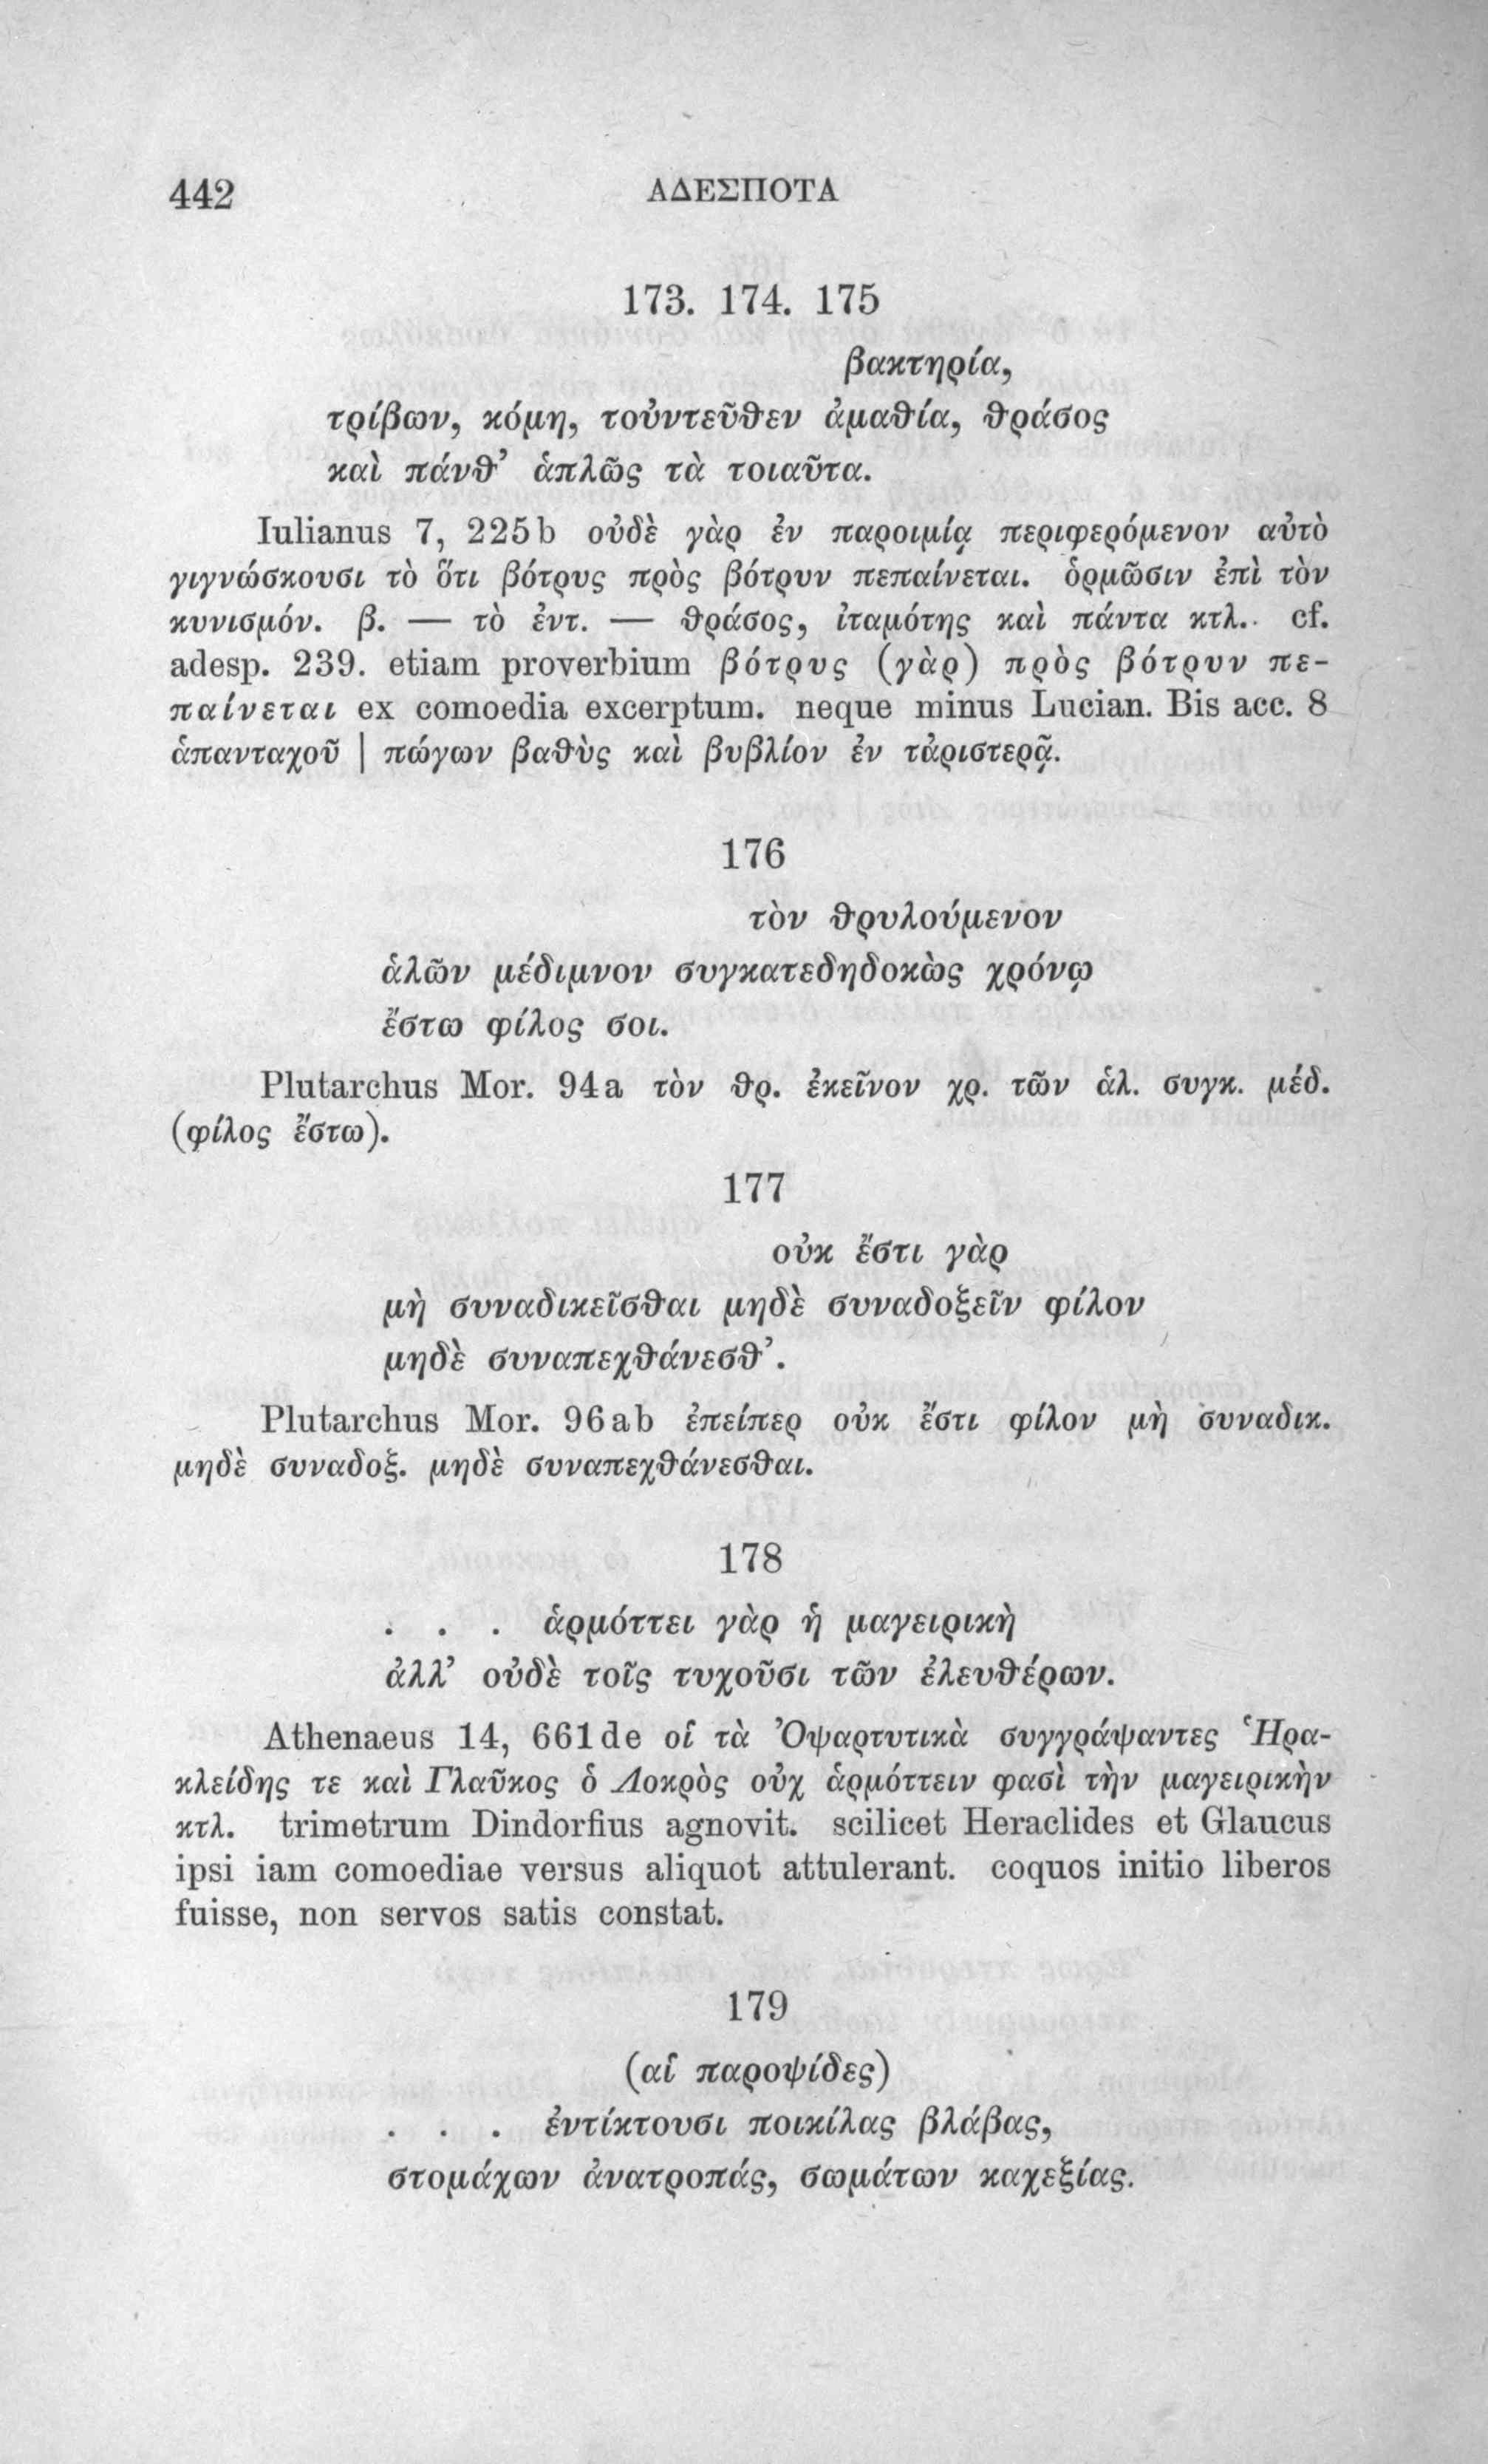 442
ΑΔΕΣΠΟΤΑ
173. 174. 175
βακτηρία,
τρίβων, κόμη, τοὐντεῦθεν ἀμαθία, θράσος
καὶ πάνθ’ ἁπλῶς τὰ τοιαῦτα.
Iulianus 7, 225b οὐδὲ γὰρ ἐν παροιμίᾳ περιφερόμενον αὐτὸ
γιγνώσκουσι τὸ ὅτι βότρυς πρὸς βότρυν πεπαίνεται. ὁρμῶσιν ἐπὶ τὸν
κυνισμόν. β. — τὸ ἐντ. — θράσος, ἰταμότης καὶ πάντα κτλ. cf.
adesp. 239. etiam proverbium βότρυς (γὰρ) πρὸς βότρυν πε-
παίνεται ex comoedia excerptum. neque minus Lucian. Bis acc. 8
ἁπανταχοῦ | πώγων βαθὺς καὶ βυβλίον ἐν τἀριστερᾷ.
176
τὸν θρυλούμενον
ἁλῶν μέδιμνον συγκατεδηδοκὼς χρόνῳ
ἔστω φίλος σοι.
Plutarchus Mor. 94a τὸν θρ. ἐκεῖνον χρ. τῶν ἁλ. συγκ. μέδ.
(φίλος ἔστω).
177
οὐκ ἔστι γὰρ
μὴ συναδικεῖσθαι μηδὲ συναδοξεῖν φίλον
μηδὲ συναπεχθάνεσθ’.
Plutarchus Mor. 96ab ἐπείπερ οὐκ ἔστι φίλον μὴ συναδικ.
μηδὲ συναδοξ. μηδὲ συναπεχθάνεσθαι.
178
. . . ἁρμόττει γὰρ ἡ μαγειρικὴ
ἀλλ’ οὐδὲ τοῖς τυχοῦσι τῶν ἐλευθέρων.
Athenaeus 14, 661de οἱ τὰ Ὀψαρτυτικὰ συγγράψαντες Ἡρα-
κλείδης τε καὶ Γλαῦκος ὁ Λοκρὸς οὐχ ἁρμόττειν φασὶ τὴν μαγειρικὴν
κτλ. trimetrum Dindorfius agnovit. scilicet Heraclides et Glaucus
ipsi iam comoediae versus aliquot attulerant. coquos initio liberos
fuisse, non servos satis constat.
179
(αἱ παροψίδες)
. . . ἐντίκτουσι ποικίλας βλάβας,
στομάχων ἀνατροπάς, σωμάτων καχεξίας.